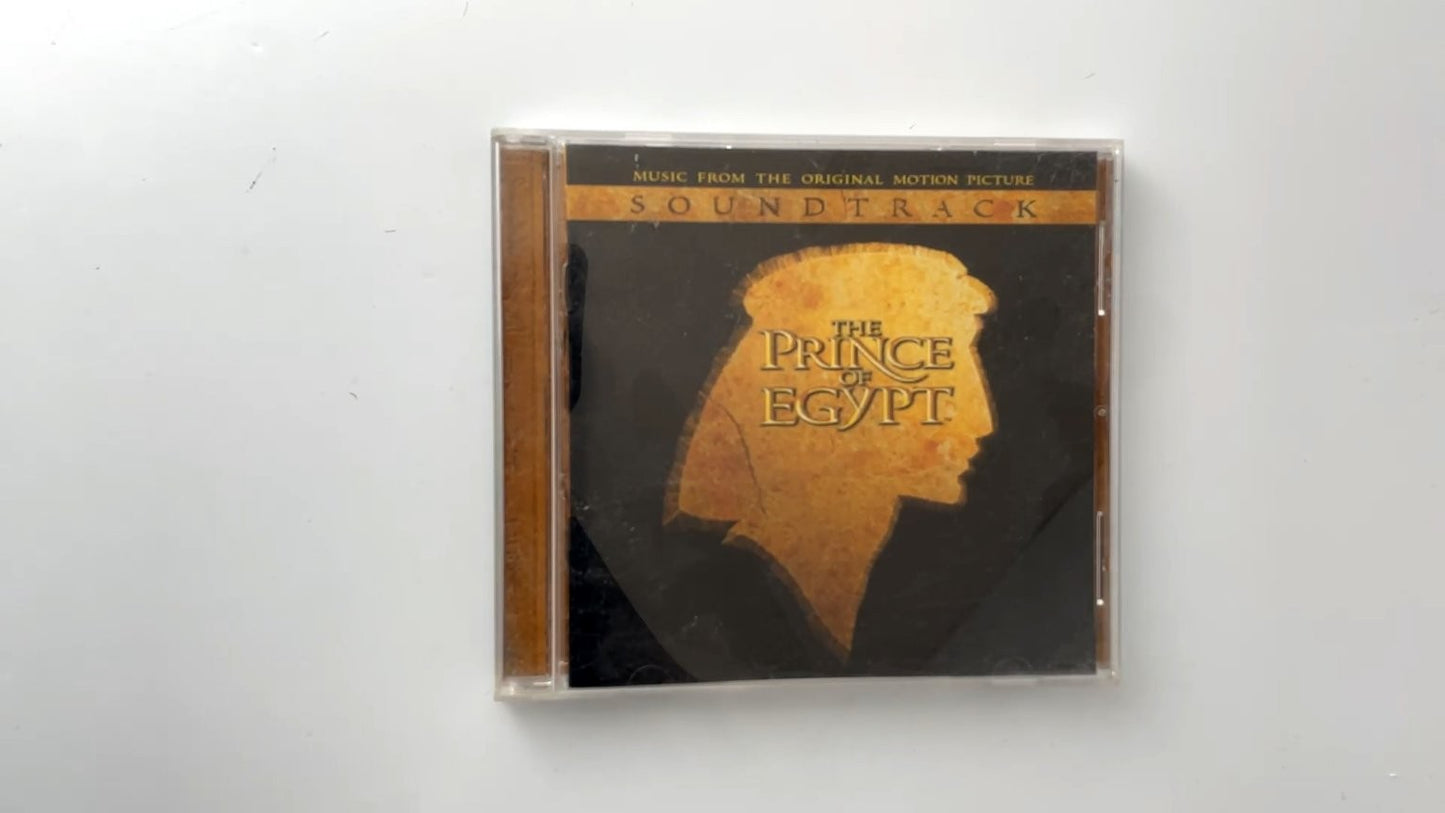 MUSIC FROM THE ORIGINAL MOTION PICTURE
SOUNDTRACK
THE
PRINCE
OF
EGYPT